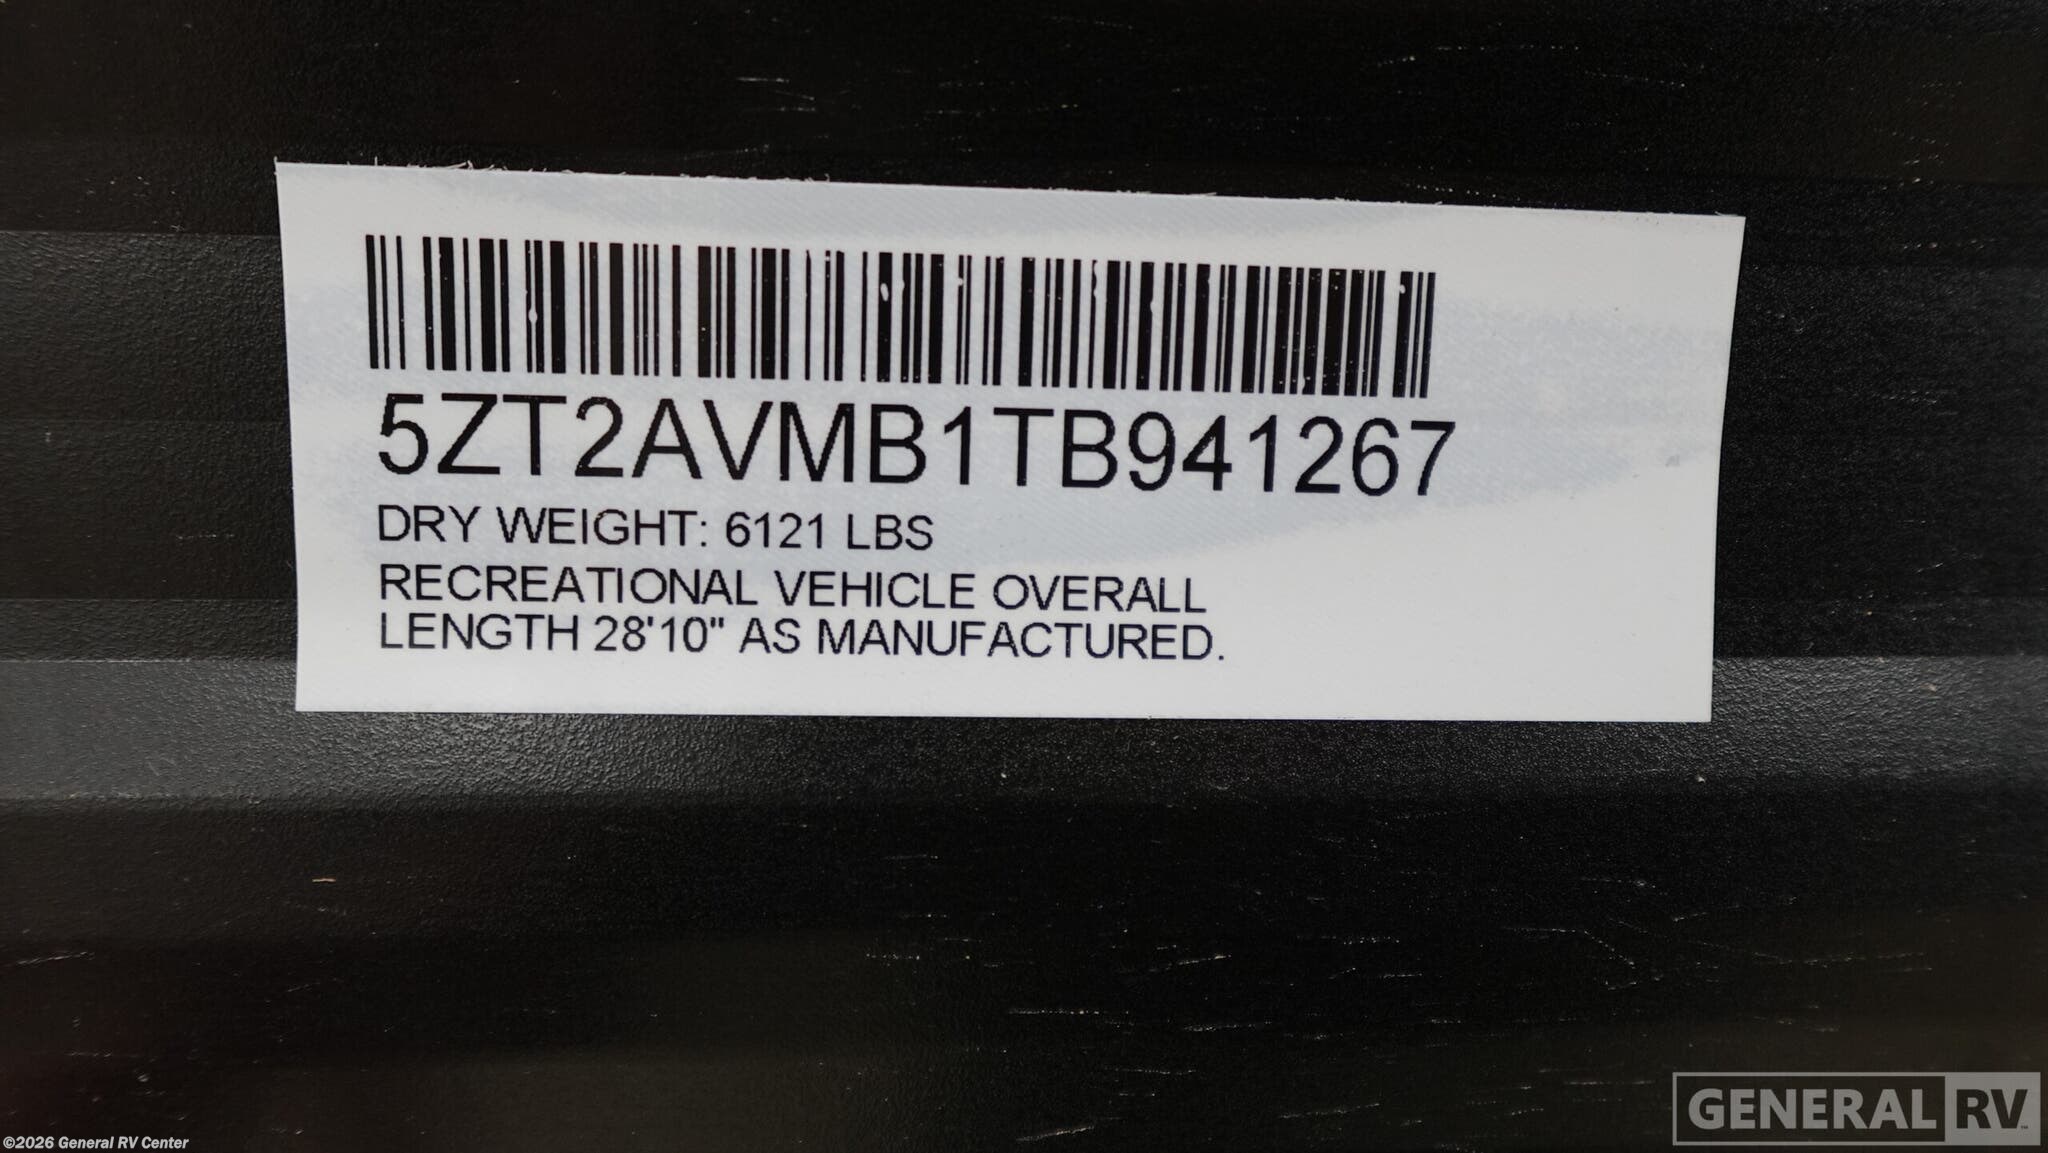 5ZT2AVMB1TB941267
DRY WEIGHT: 6121 LBS
RECREATIONAL VEHICLE OVERALL
LENGTH 28'10" AS MANUFACTURED.
GENERAL RV
©2026 General RV Center